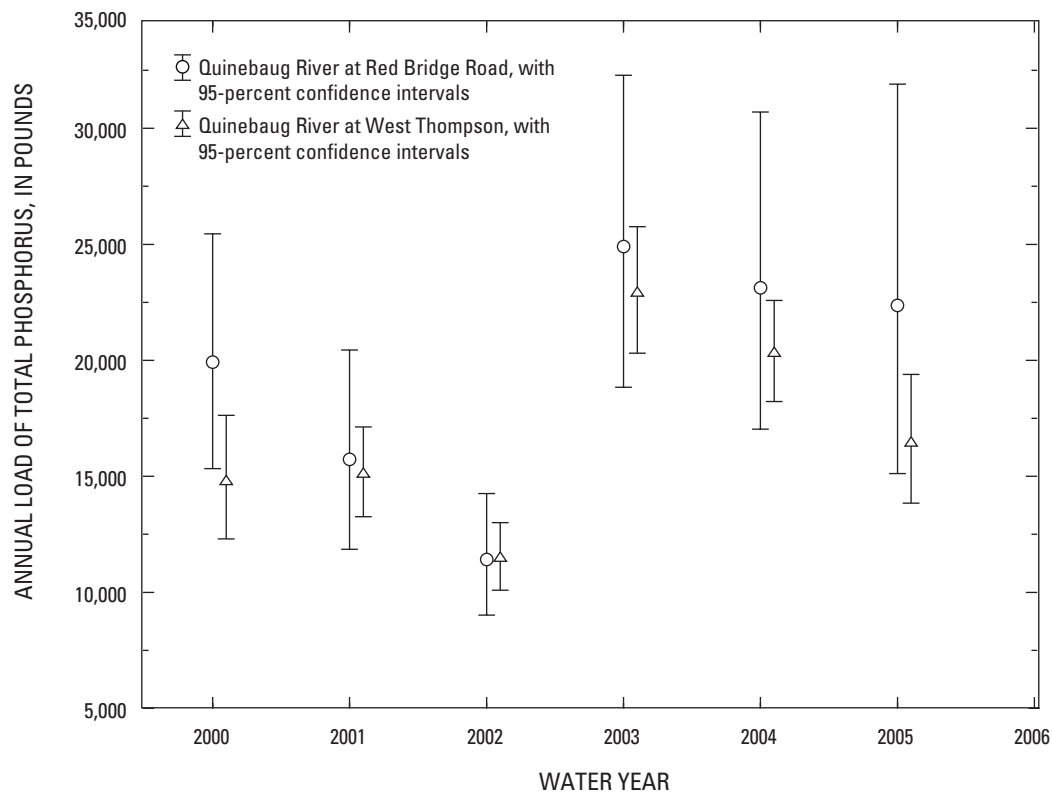 35,000
30,000
25,000
20,000
15,000
10,000
5,000
ANNUAL LOAD OF TOTAL PHOSPHORUS, IN POUNDS
Quinebaug River at Red Bridge Road, with
95-percent confidence intervals
Quinebaug River at West Thompson, with
95-percent confidence intervals
2000 2001 2002 2003 2004 2005 2006
WATER YEAR